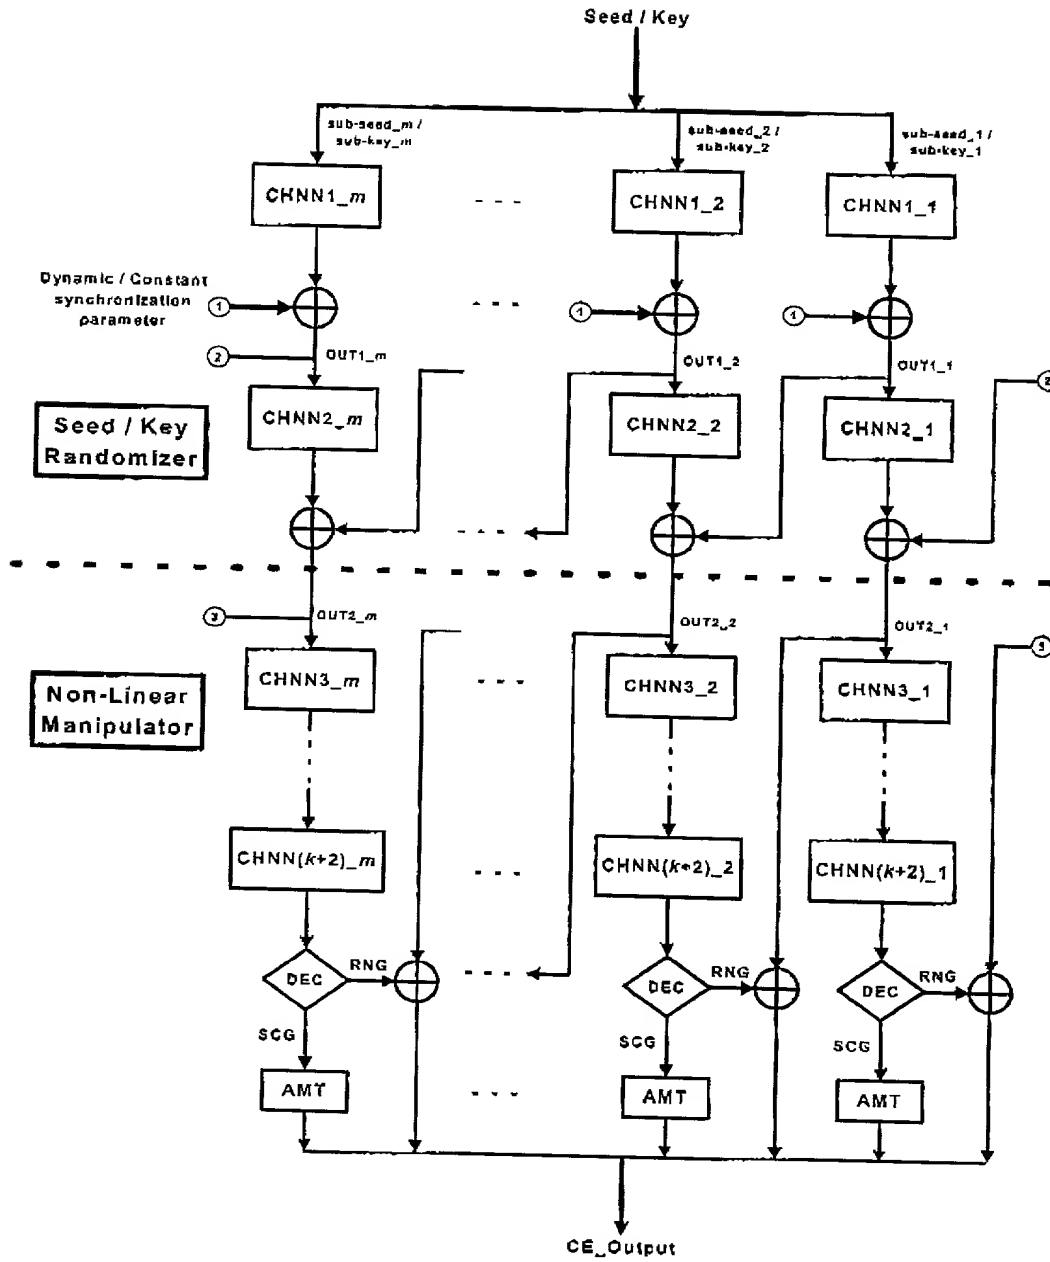 Seed / Key
sub-seed_m /
sub-key_m
sub-seed_2 /
sub-key_2
sub-seed_1 /
sub-key_1
CHNN1_m
- - - -
CHNN1_2
CHNN1_1
Dynamic / Constant
synchronization
parameter
1
- - - -
1
1
2
OUT1_m
OUT1_2
OUT1_1
2
Seed / Key
Randomizer
CHNN2_m
CHNN2_2
CHNN2_1
- - - -
3
OUT2_m
OUT2_2
OUT2_1
3
Non-Linear
Manipulator
CHNN3_m
- - - -
CHNN3_2
CHNN3_1
CHNN(k+2)_m
- - - -
CHNN(k+2)_2
CHNN(k+2)_1
DEC
RNG
- - - -
DEC
RNG
DEC
RNG
SCG
SCG
SCG
AMT
- - - -
AMT
AMT
CE_Output